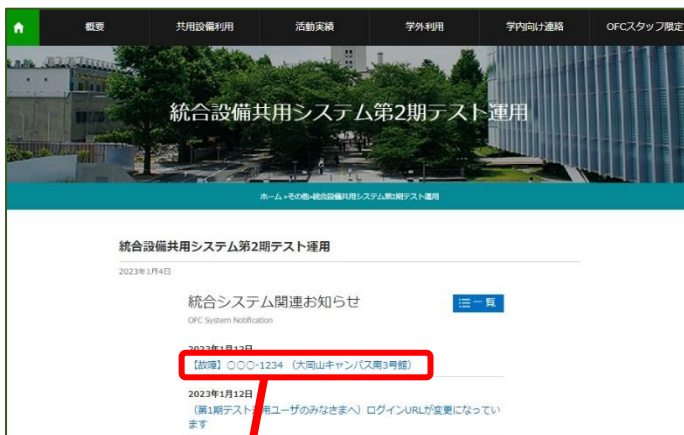 概要 共用設備利用 活動実績 学外利用 学内向け連絡 OFCスタッフ限定
統合設備共用システム第2期テスト運用
ホーム»その他»統合設備共用システム第2期テスト運用
統合設備共用システム第2期テスト運用
2023年1月4日
統合システム関連お知らせ
一覧
OFC System Notification
2023年1月12日
【故障】○○○-1234 (大岡山キャンパス南3号館)
2023年1月12日
(第1期テスト運用ユーザのみなさまへ)ログインURLが変更になってい
ます